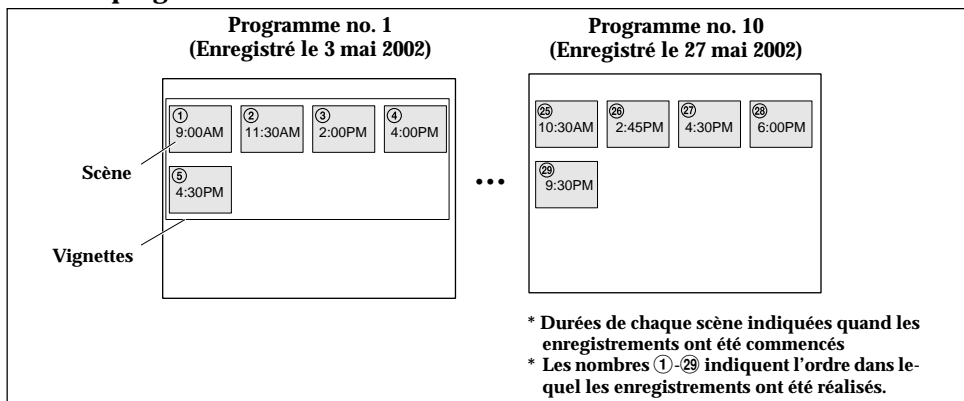 Programme no. 1
(Enregistré le 3 mai 2002)
① 9:00AM
② 11:30AM
③ 2:00PM
④ 4:00PM
⑤ 4:30PM
Scène
Vignettes
...
Programme no. 10
(Enregistré le 27 mai 2002)
㉕ 10:30AM
㉖ 2:45PM
㉗ 4:30PM
㉘ 6:00PM
㉙ 9:30PM
* Durées de chaque scène indiquées quand les
enregistrements ont été commencés
* Les nombres ①-㉙ indiquent l'ordre dans le-
quel les enregistrements ont été réalisés.